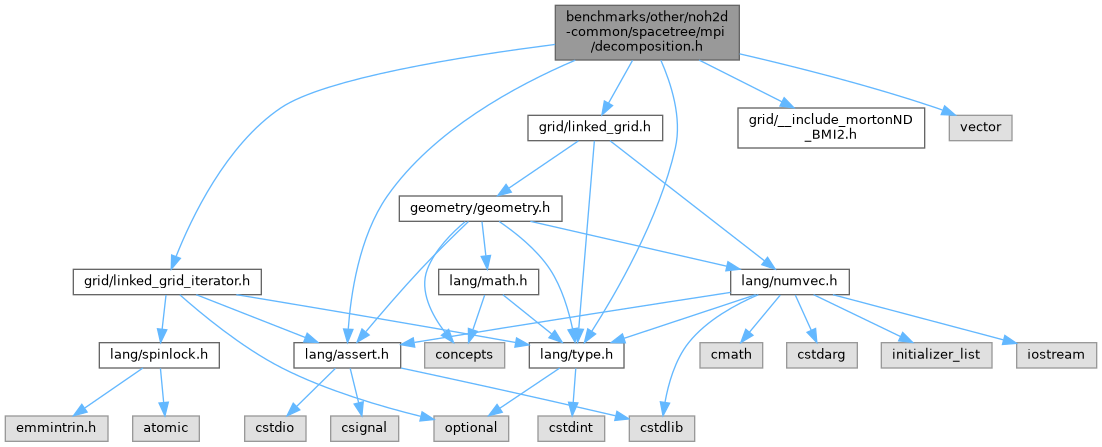 benchmarks/other/noh2d
-common/spacetree/mpi
/decomposition.h
grid/linked_grid.h
grid/__include_mortonND
_BMI2.h
vector
geometry/geometry.h
grid/linked_grid_iterator.h
lang/math.h
lang/numvec.h
lang/spinlock.h
lang/assert.h
concepts
lang/type.h
cmath
cstdarg
initializer_list
iostream
emmintrin.h
atomic
cstdio
csignal
optional
cstdint
cstdlib